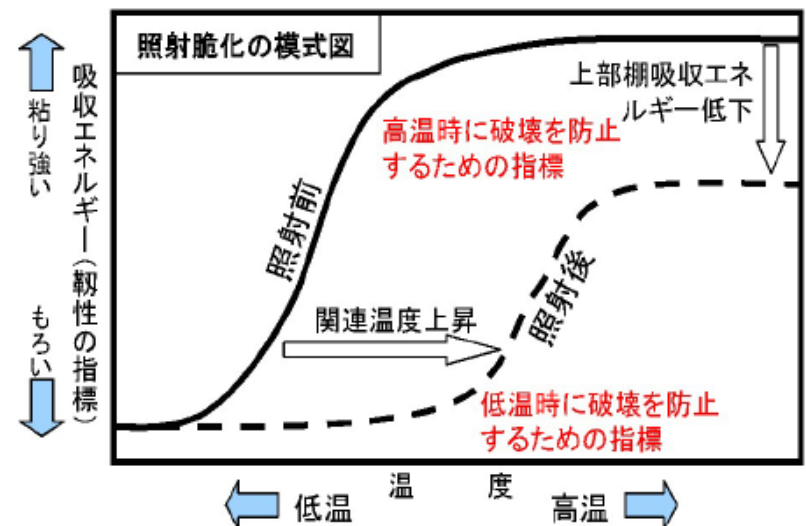 照射脆化の模式図
粘り強い
もろい
吸収エネルギー(靱性の指標)
上部棚吸収エネ
ルギー低下
高温時に破壊を防止
するための指標
照射前
照射後
関連温度上昇
低温時に破壊を防止
するための指標
温 度
低温
高温